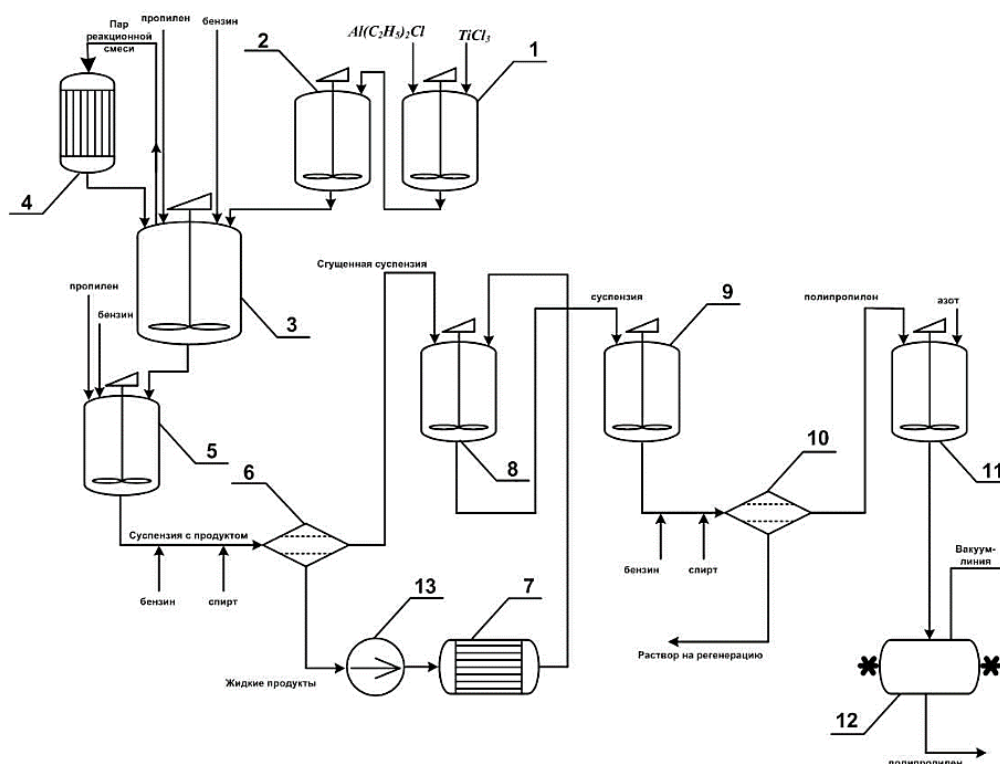 пропилен
бензин
Пар
реакционной
смеси
Al(C₂H₅)₂Cl
TiCl₃
2
1
4
3
Сгущенная суспензия
суспензия
9
полипропилен
азот
пропилен
бензин
5
6
8
10
11
Суспензия с продуктом
бензин
спирт
бензин
спирт
Вакуум-
линия
13
7
Раствор на регенерацию
Жидкие продукты
12
полипропилен